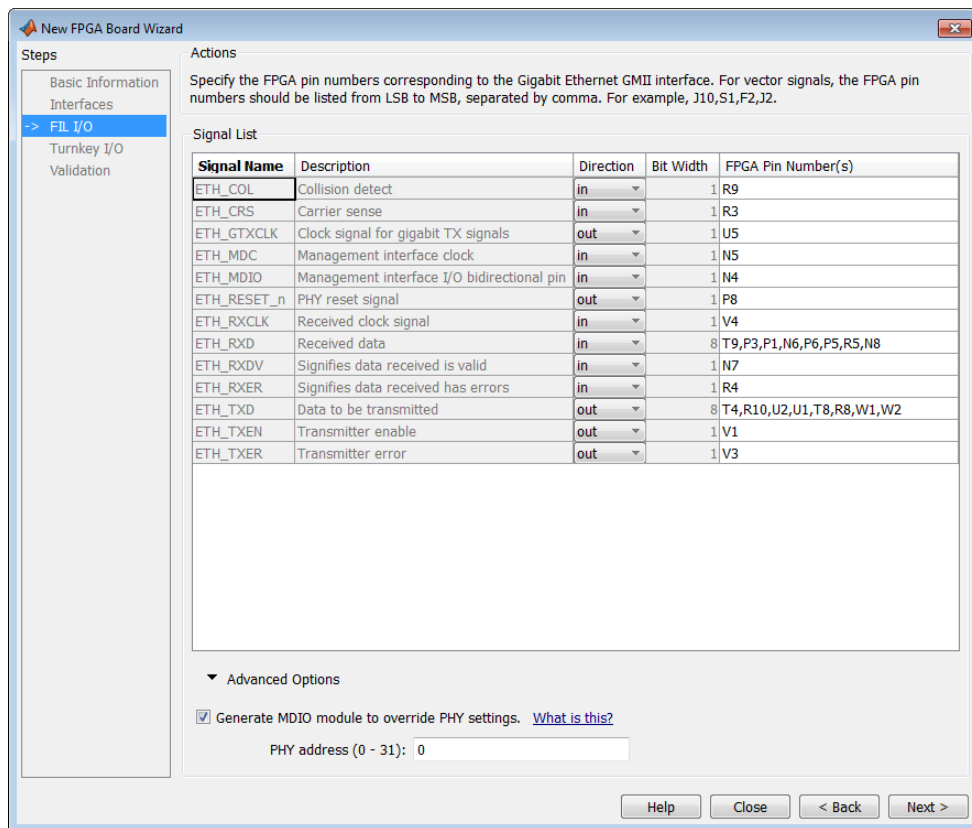 New FPGA Board Wizard
Steps
Basic Information
Interfaces
-> FIL I/O
Turnkey I/O
Validation
Actions
Specify the FPGA pin numbers corresponding to the Gigabit Ethernet GMII interface. For vector signals, the FPGA pin
numbers should be listed from LSB to MSB, separated by comma. For example, J10,S1,F2,J2.
Signal List
Signal Name Description Direction Bit Width FPGA Pin Number(s)
ETH_COL Collision detect in 1 R9
ETH_CRS Carrier sense in 1 R3
ETH_GTXCLK Clock signal for gigabit TX signals out 1 U5
ETH_MDC Management interface clock in 1 N5
ETH_MDIO Management interface I/O bidirectional pin in 1 N4
ETH_RESET_n PHY reset signal out 1 P8
ETH_RXCLK Received clock signal in 1 V4
ETH_RXD Received data in 8 T9,P3,P1,N6,P6,P5,R5,N8
ETH_RXDV Signifies data received is valid in 1 N7
ETH_RXER Signifies data received has errors in 1 R4
ETH_TXD Data to be transmitted out 8 T4,R10,U2,U1,T8,R8,W1,W2
ETH_TXEN Transmitter enable out 1 V1
ETH_TXER Transmitter error out 1 V3
Advanced Options
Generate MDIO module to override PHY settings. What is this?
PHY address (0 - 31): 0
Help Close < Back Next >